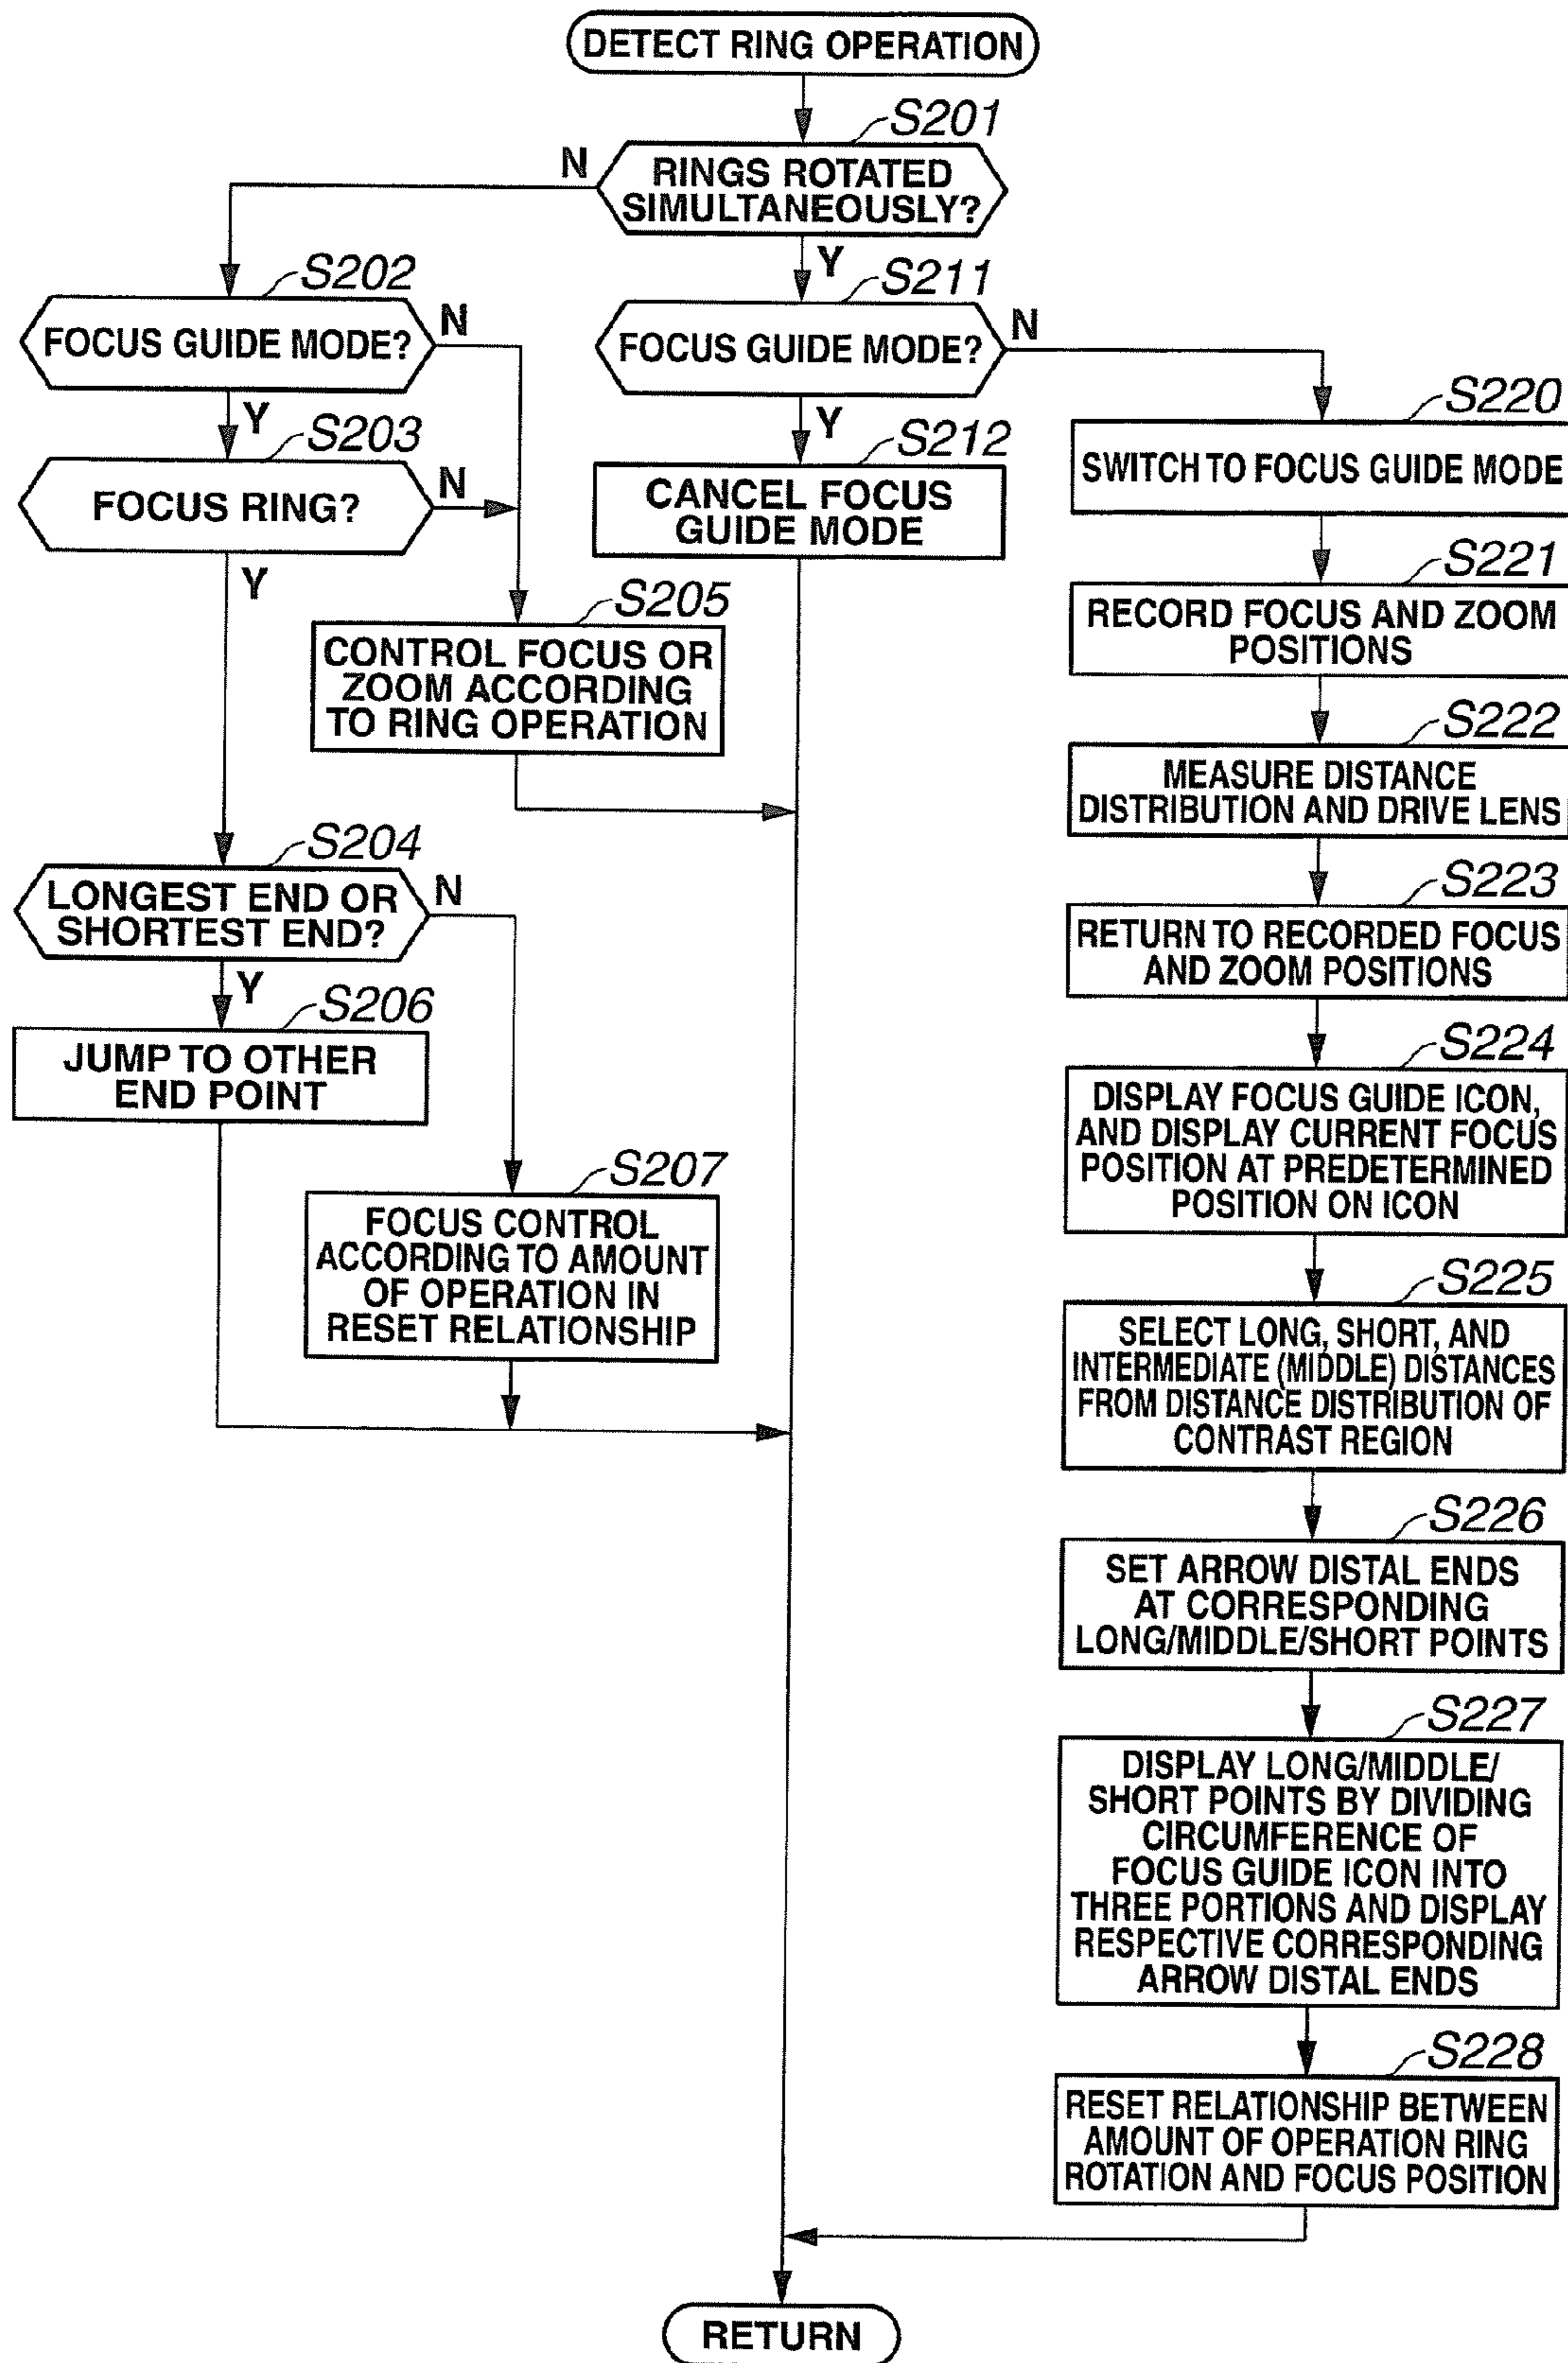 DETECT RING OPERATION
S201
RINGS ROTATED
SIMULTANEOUSLY?
N
Y
S202
FOCUS GUIDE MODE?
N
Y
S203
FOCUS RING?
N
Y
S205
CONTROL FOCUS OR
ZOOM ACCORDING
TO RING OPERATION
S204
LONGEST END OR
SHORTEST END?
N
Y
S206
JUMP TO OTHER
END POINT
S207
FOCUS CONTROL
ACCORDING TO AMOUNT
OF OPERATION IN
RESET RELATIONSHIP
S211
FOCUS GUIDE MODE?
N
Y
S212
CANCEL FOCUS
GUIDE MODE
S220
SWITCH TO FOCUS GUIDE MODE
S221
RECORD FOCUS AND ZOOM
POSITIONS
S222
MEASURE DISTANCE
DISTRIBUTION AND DRIVE LENS
S223
RETURN TO RECORDED FOCUS
AND ZOOM POSITIONS
S224
DISPLAY FOCUS GUIDE ICON,
AND DISPLAY CURRENT FOCUS
POSITION AT PREDETERMINED
POSITION ON ICON
S225
SELECT LONG, SHORT, AND
INTERMEDIATE (MIDDLE) DISTANCES
FROM DISTANCE DISTRIBUTION OF
CONTRAST REGION
S226
SET ARROW DISTAL ENDS
AT CORRESPONDING
LONG/MIDDLE/SHORT POINTS
S227
DISPLAY LONG/MIDDLE/
SHORT POINTS BY DIVIDING
CIRCUMFERENCE OF
FOCUS GUIDE ICON INTO
THREE PORTIONS AND DISPLAY
RESPECTIVE CORRESPONDING
ARROW DISTAL ENDS
S228
RESET RELATIONSHIP BETWEEN
AMOUNT OF OPERATION RING
ROTATION AND FOCUS POSITION
RETURN